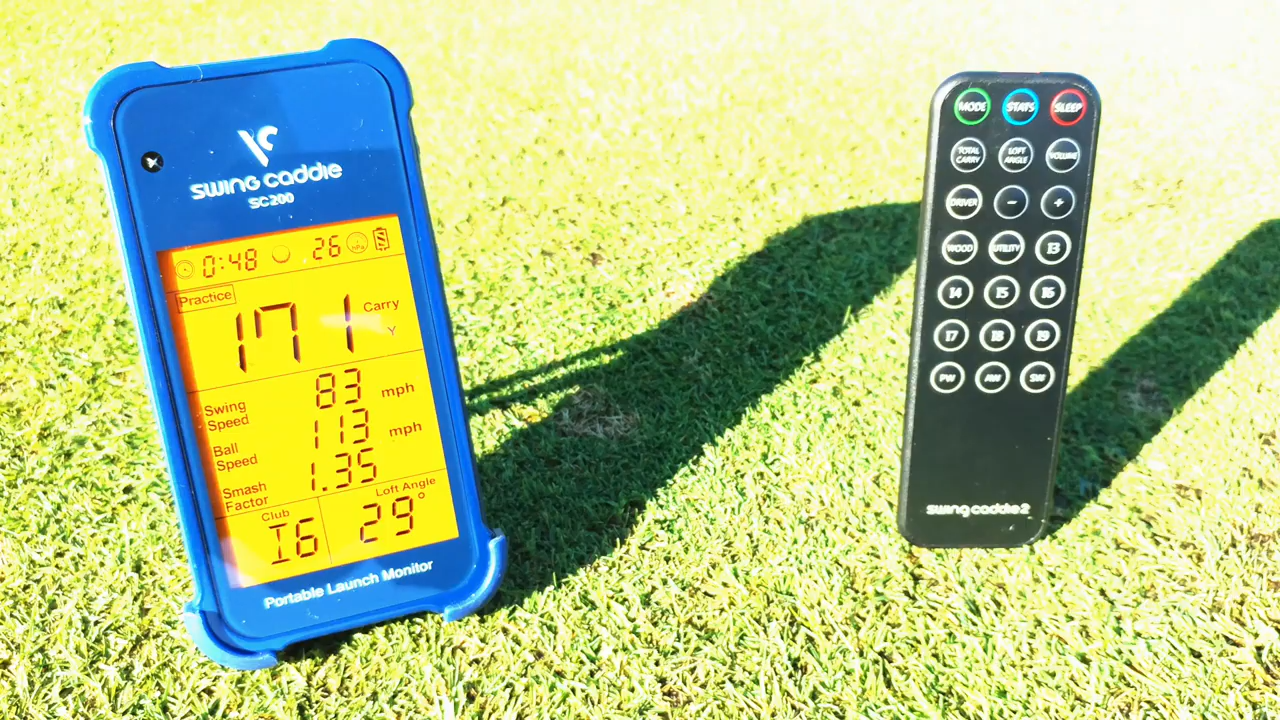 swing caddie
SC200
0:48 26 hPa
Practice
171 Carry
Y
Swing Speed 83 mph
Ball Speed 113 mph
Smash Factor 1.35
Club Loft Angle
I6 29°
Portable Launch Monitor
MODE STATS SLEEP
TOTAL CARRY LOFT ANGLE VOLUME
DRIVER - +
WOOD UTILITY I3
I4 I5 I6
I7 I8 I9
PW AW SW
swing caddie 2